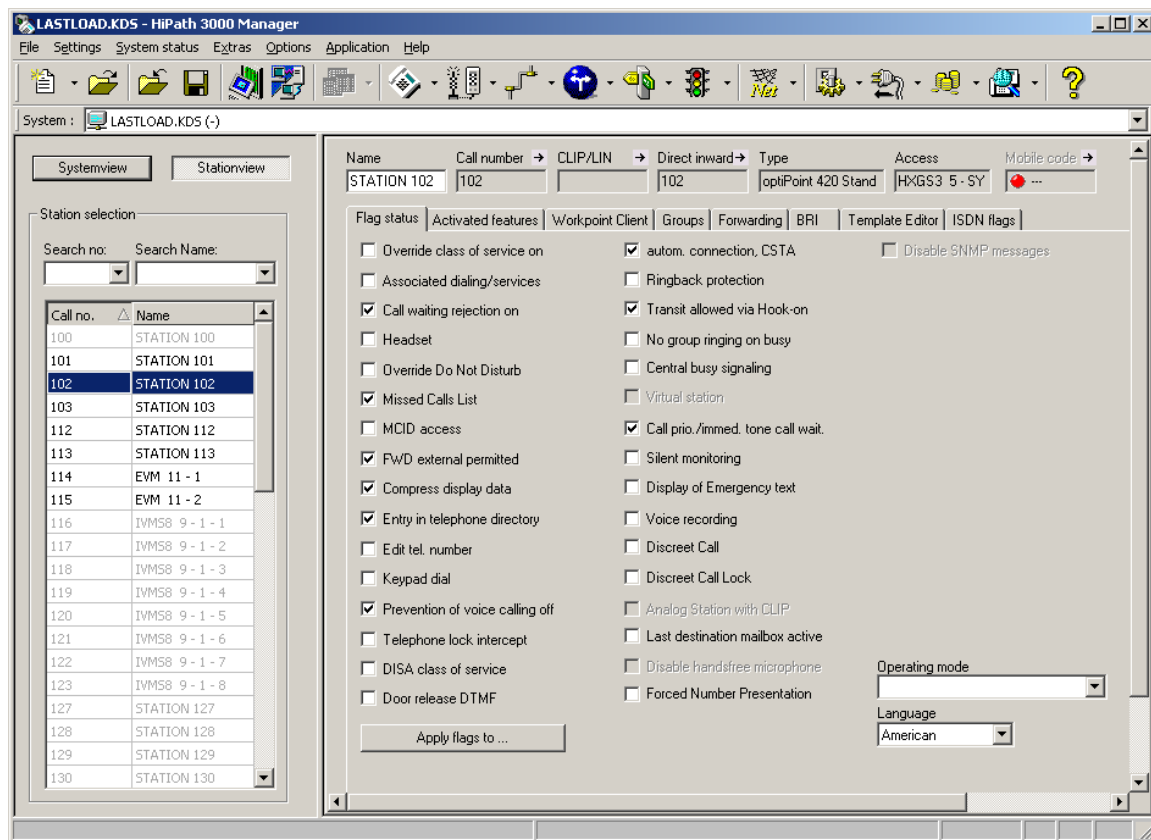 LASTLOAD.KDS - HiPath 3000 Manager
File Settings System status Extras Options Application Help
Net
System : LASTLOAD.KDS (-)
Systemview Stationview
Station selection
Search no: Search Name:
Call no. Name
100 STATION 100
101 STATION 101
102 STATION 102
103 STATION 103
112 STATION 112
113 STATION 113
114 EVM 11 - 1
115 EVM 11 - 2
116 IVMS8 9 - 1 - 1
117 IVMS8 9 - 1 - 2
118 IVMS8 9 - 1 - 3
119 IVMS8 9 - 1 - 4
120 IVMS8 9 - 1 - 5
121 IVMS8 9 - 1 - 6
122 IVMS8 9 - 1 - 7
123 IVMS8 9 - 1 - 8
127 STATION 127
128 STATION 128
129 STATION 129
130 STATION 130
Name Call number CLIP/LIN Direct inward Type Access Mobile code
STATION 102 102 102 optiPoint 420 Stand HXGS3 5 - SY ---
Flag status Activated features Workpoint Client Groups Forwarding BRI Template Editor ISDN flags
Override class of service on
Associated dialing/services
Call waiting rejection on
Headset
Override Do Not Disturb
Missed Calls List
MCID access
FWD external permitted
Compress display data
Entry in telephone directory
Edit tel. number
Keypad dial
Prevention of voice calling off
Telephone lock intercept
DISA class of service
Door release DTMF
Apply flags to ...
autom. connection, CSTA
Ringback protection
Transit allowed via Hook-on
No group ringing on busy
Central busy signaling
Virtual station
Call prio./immed. tone call wait.
Silent monitoring
Display of Emergency text
Voice recording
Discreet Call
Discreet Call Lock
Analog Station with CLIP
Last destination mailbox active
Disable handsfree microphone
Forced Number Presentation
Disable SNMP messages
Operating mode
Language
American